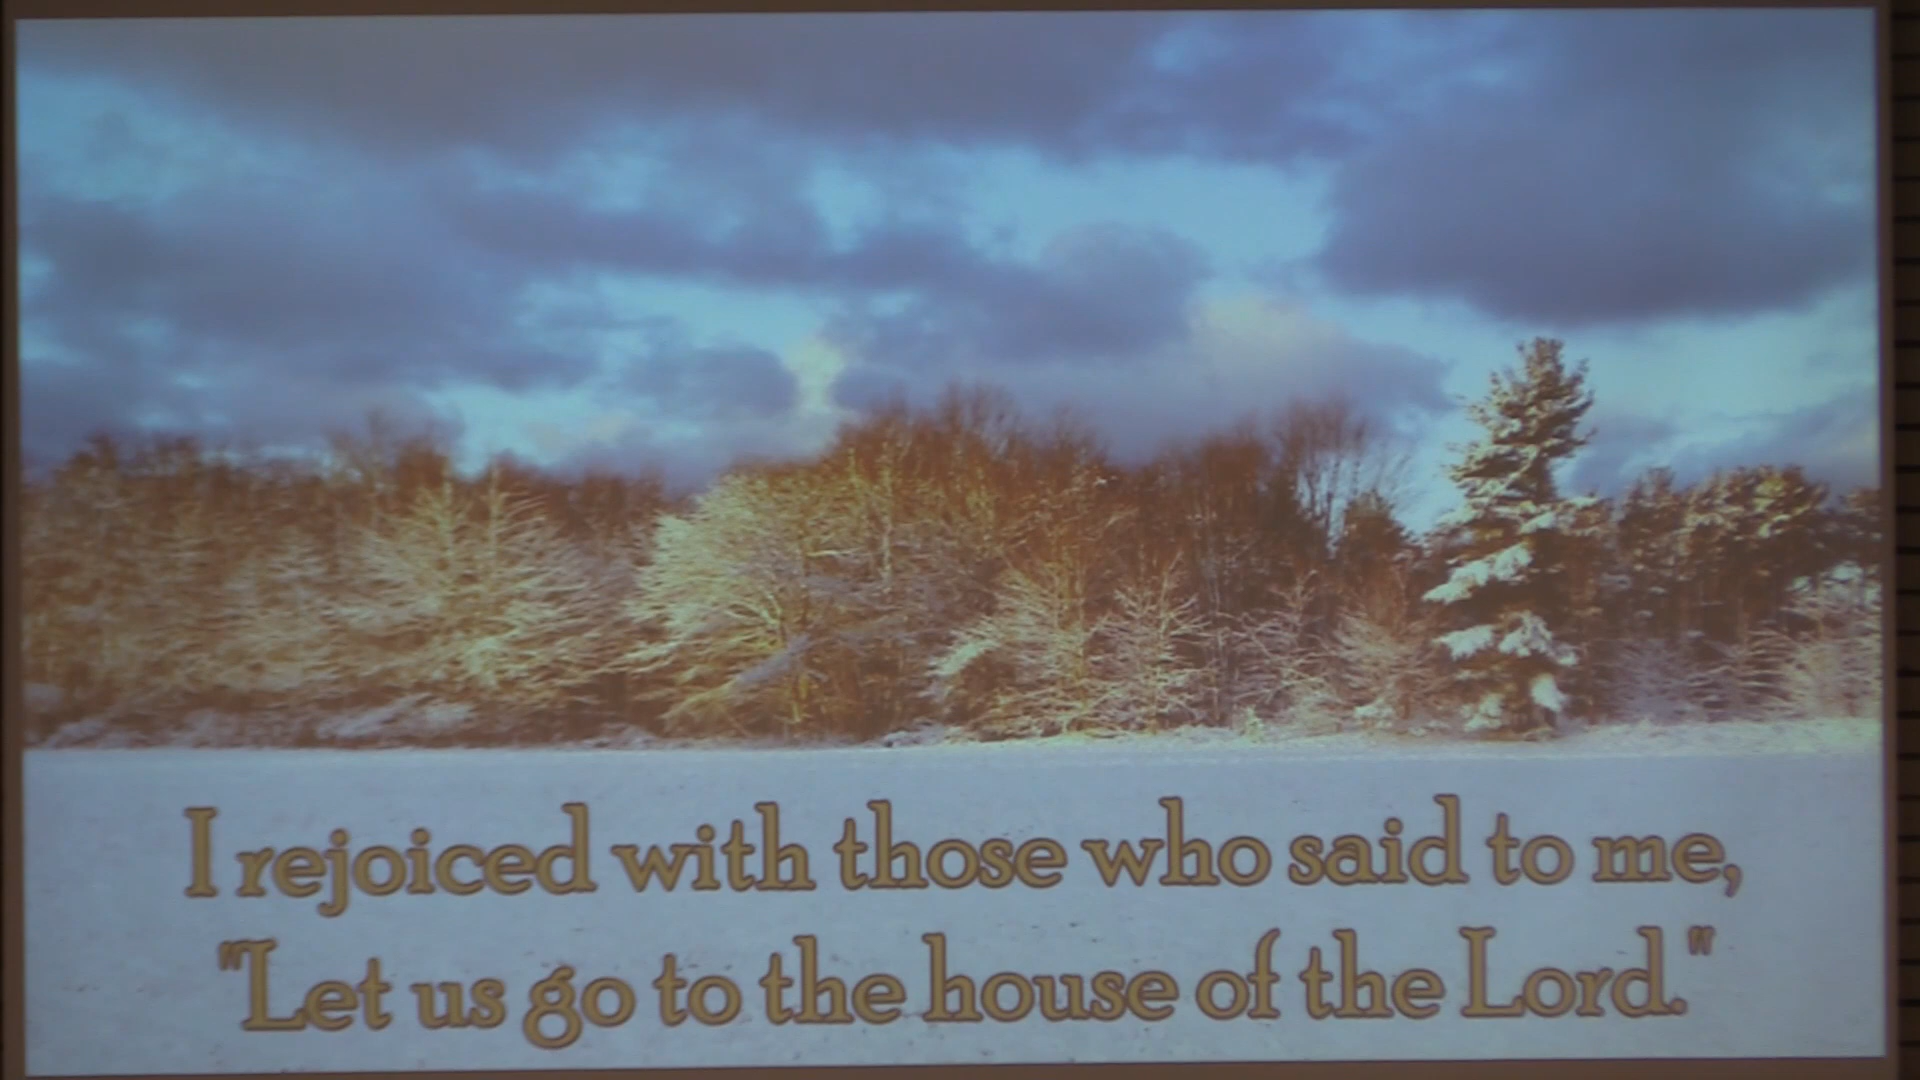 I rejoiced with those who said to me,
"Let us go to the house of the Lord."